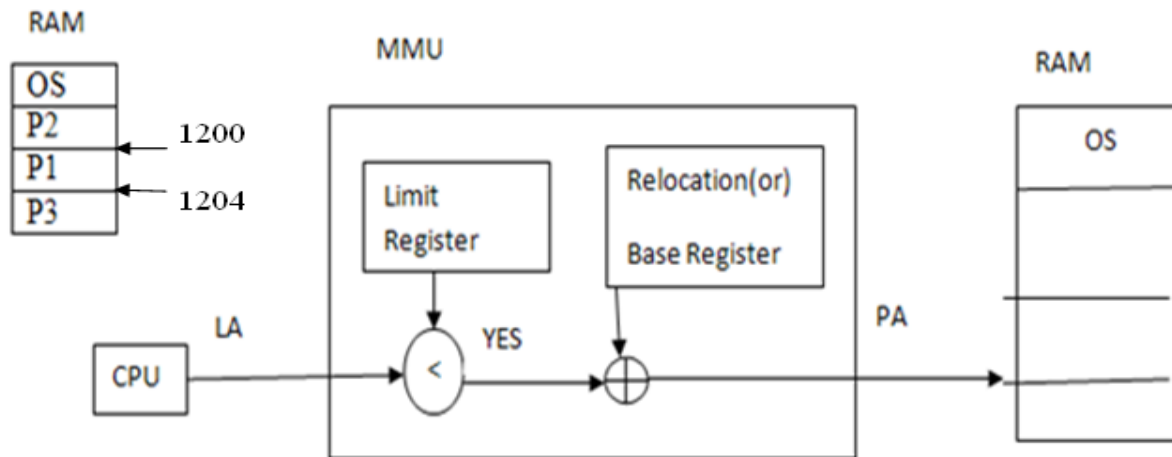 RAM
OS
P2
P1
P3
1200
1204
MMU
Limit
Register
Relocation(or)
Base Register
LA
CPU
<
YES
PA
RAM
OS